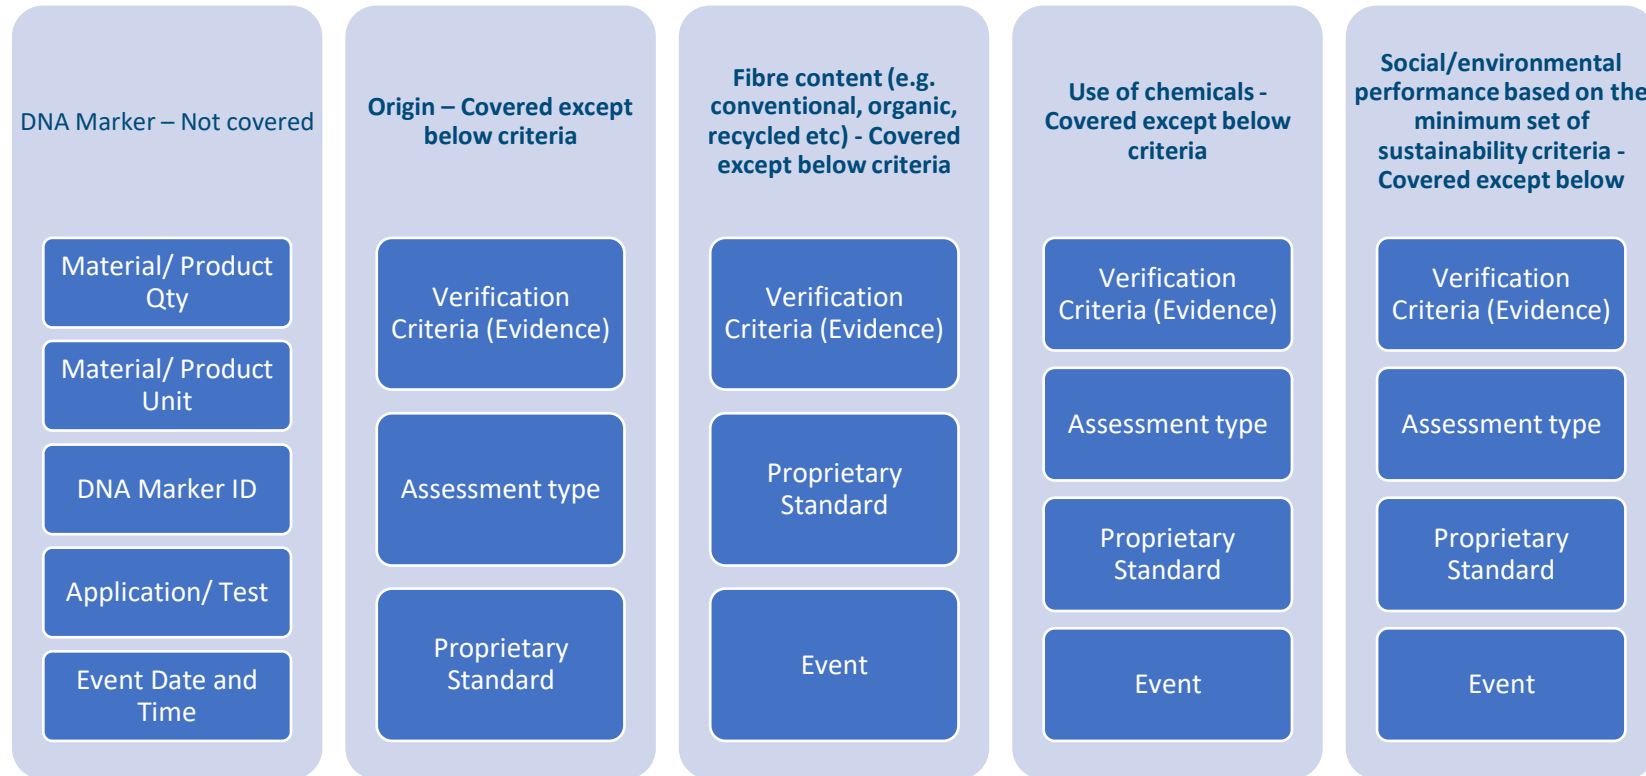 DNA Marker – Not covered
Material/ Product
Qty
Material/ Product
Unit
DNA Marker ID
Application/ Test
Event Date and
Time
Origin – Covered except
below criteria
Verification
Criteria (Evidence)
Assessment type
Proprietary
Standard
Fibre content (e.g.
conventional, organic,
recycled etc) - Covered
except below criteria
Verification
Criteria (Evidence)
Proprietary
Standard
Event
Use of chemicals -
Covered except below
criteria
Verification
Criteria (Evidence)
Assessment type
Proprietary
Standard
Event
Social/environmental
performance based on the
minimum set of
sustainability criteria -
Covered except below
Verification
Criteria (Evidence)
Assessment type
Proprietary
Standard
Event